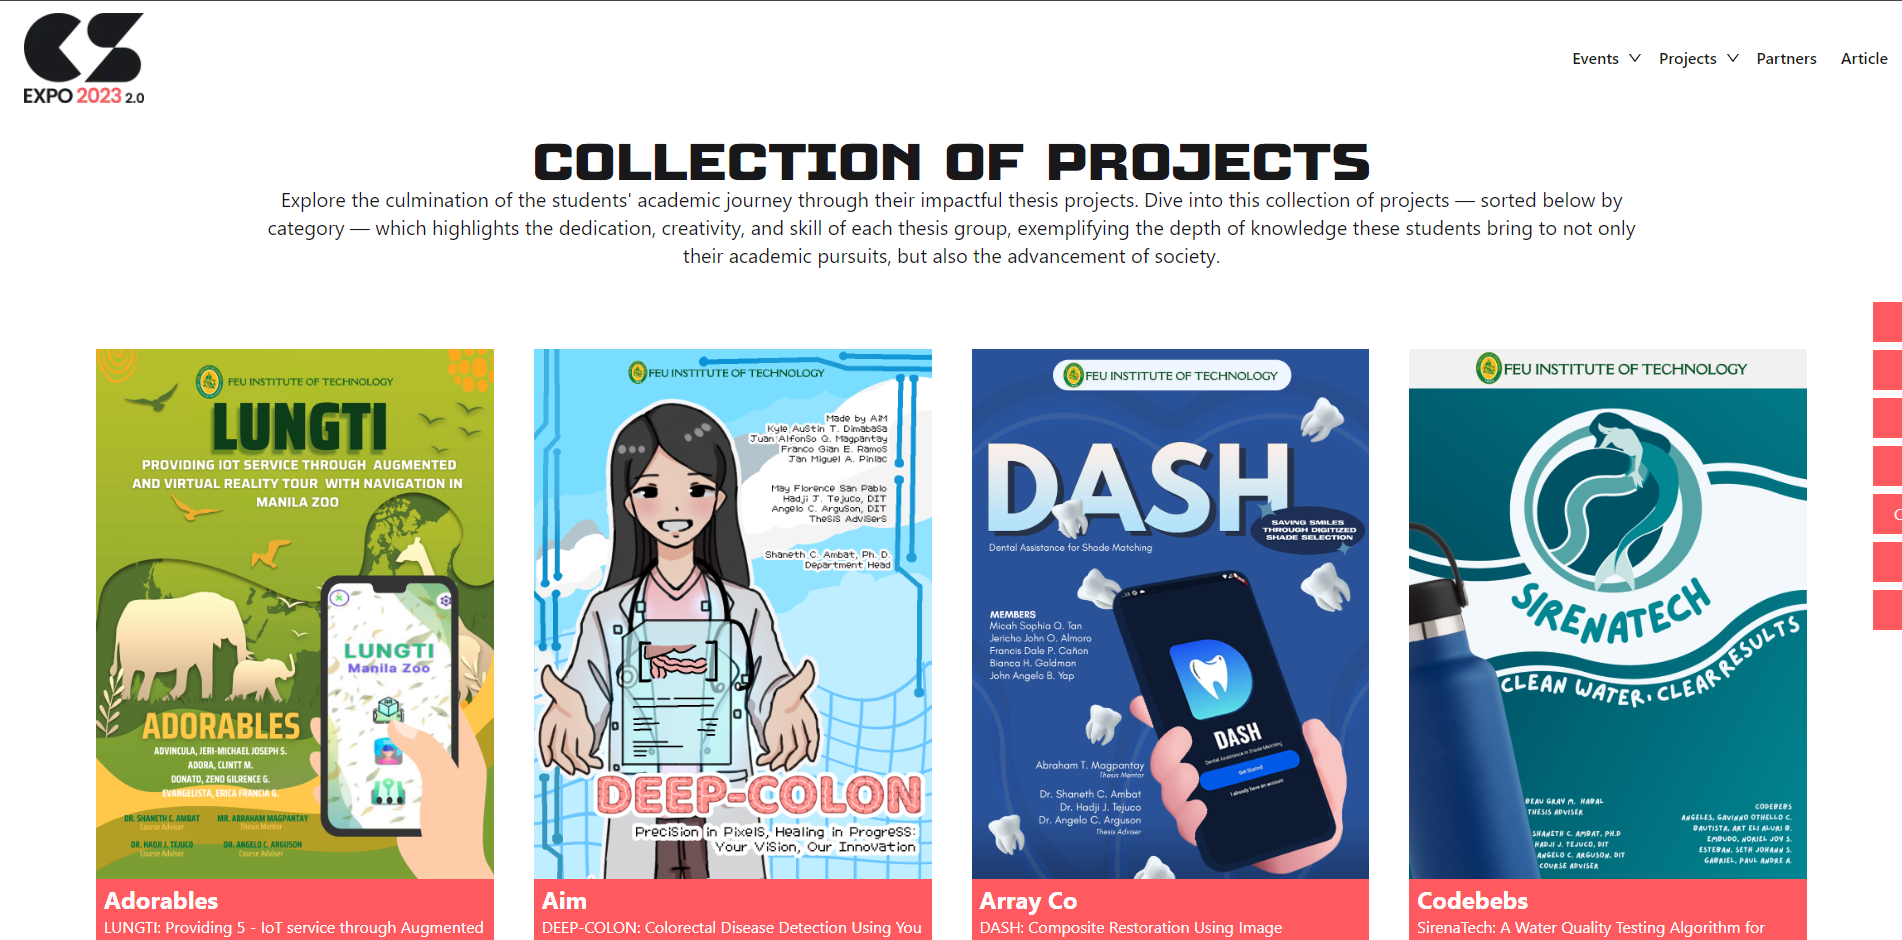 CS
EXPO 2023 2.0
Events
Projects
Partners
Article
COLLECTION OF PROJECTS
Explore the culmination of the students' academic journey through their impactful thesis projects. Dive into this collection of projects — sorted below by
category — which highlights the dedication, creativity, and skill of each thesis group, exemplifying the depth of knowledge these students bring to not only
their academic pursuits, but also the advancement of society.
FEU INSTITUTE OF TECHNOLOGY
LUNGTI
PROVIDING IOT SERVICE THROUGH AUGMENTED
AND VIRTUAL REALITY TOUR WITH NAVIGATION IN
MANILA ZOO
LUNGTI
Manila Zoo
ADORABLES
ADVINCULA, JERI-MICHAEL JOSEPH S.
ADORA, CLINTT M.
DONATO, ZENO GILRENCE G.
EVANGELISTA, ERICA FRANCIA G.
DR. SHANETH C. AMBAT
Course Adviser
MR. ABRAHAM MAGPANTAY
Thesis Mentor
DR. HADJI J. TEJUCO
Course Adviser
DR. ANGELO C. ARGUSON
Course Adviser
Adorables
LUNGTI: Providing 5 - IoT service through Augmented
FEU INSTITUTE OF TECHNOLOGY
Made by AIM
Kyle Austin T. Dimabasa
Juan Alfonso Q. Magpantay
Franco Gian E. Ramos
Jan Miguel A. Piniac
May Florence San Pablo
Hadji J. Tejuco, DIT
Angelo C. Arguson, DIT
Thesis Advisers
Shaneth C. Ambat, Ph. D.
Department Head
DEEP-COLON
Precision in Pixels, Healing in Progress:
Your Vision, Our Innovation
Aim
DEEP-COLON: Colorectal Disease Detection Using You
FEU INSTITUTE OF TECHNOLOGY
DASH
SAVING SMILES
THROUGH DIGITIZED
SHADE SELECTION
Dental Assistance for Shade Matching
MEMBERS
Micah Sophia Q. Tan
Jericho John O. Almoro
Francis Dale P. Cañon
Bianca H. Goldman
John Angelo B. Yap
DASH
Dental Assistance in Shade Matching
Get Started
I already have an account
Abraham T. Magpantay
Thesis Mentor
Dr. Shaneth C. Ambat
Dr. Hadji J. Tejuco
Dr. Angelo C. Arguson
Thesis Adviser
Array Co
DASH: Composite Restoration Using Image
FEU INSTITUTE OF TECHNOLOGY
SIRENATECH
CLEAN WATER, CLEAR RESULTS
BEAU GRAY M. HABAL
THESIS ADVISER
SHANETH C. AMBAT, PH.D
HADJI J. TEJUCO, DIT
ANGELO C. ARGUSON, DIT
COURSE ADVISER
CODEBEBS
ANGELES, GAVINNO OTHELLO C.
BAUTISTA, ART ELI ALURI B.
EMBUDO, NORIEL JOY S.
ESTEBAN, SETH JOHANN S.
GABRIEL, PAUL ANDRE A.
Codebebs
SirenaTech: A Water Quality Testing Algorithm for